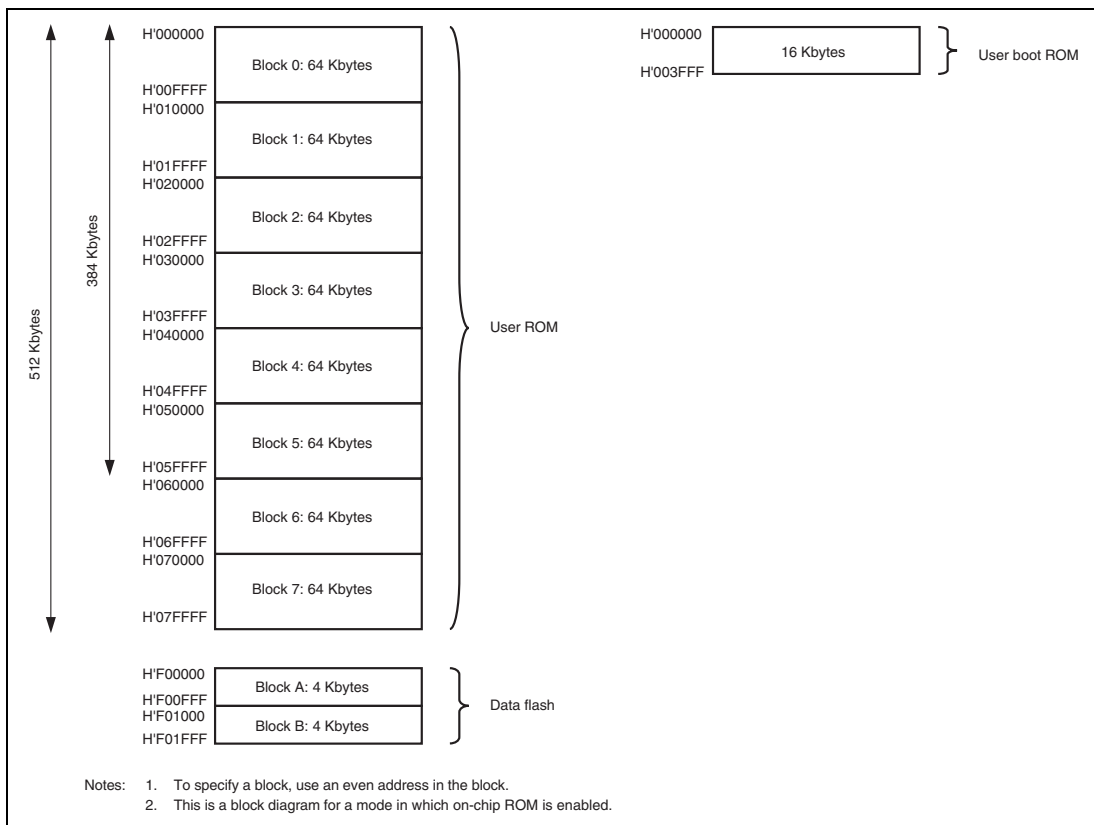 H'000000
Block 0: 64 Kbytes
H'00FFFF
H'010000
Block 1: 64 Kbytes
H'01FFFF
H'020000
Block 2: 64 Kbytes
H'02FFFF
H'030000
Block 3: 64 Kbytes
H'03FFFF
H'040000
Block 4: 64 Kbytes
H'04FFFF
H'050000
Block 5: 64 Kbytes
H'05FFFF
H'060000
Block 6: 64 Kbytes
H'06FFFF
H'070000
Block 7: 64 Kbytes
H'07FFFF
512 Kbytes
384 Kbytes
User ROM
H'F00000
Block A: 4 Kbytes
H'F00FFF
H'F01000
Block B: 4 Kbytes
H'F01FFF
Data flash
H'000000
16 Kbytes
H'003FFF
User boot ROM
Notes: 1. To specify a block, use an even address in the block.
2. This is a block diagram for a mode in which on-chip ROM is enabled.